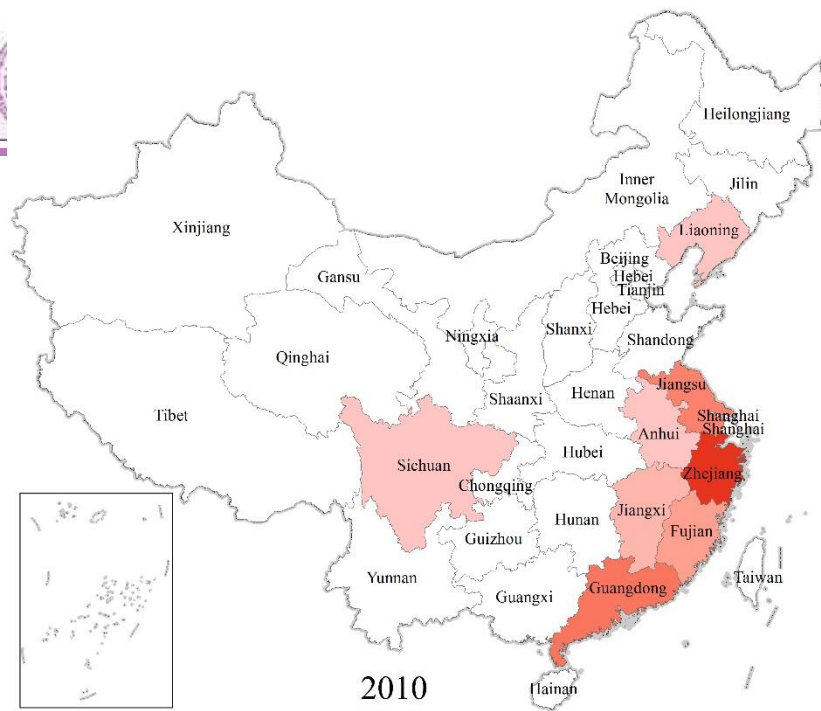 Heilongjiang
Inner
Mongolia
Jilin
Xinjiang
Liaoning
Beijing
Hebei
Tianjin
Gansu
Hebei
Ningxia
Shanxi
Shandong
Qinghai
Henan
Jiangsu
Shaanxi
Tibet
Shanghai
Shanghai
Anhui
Hubei
Sichuan
Zhejiang
Chongqing
Hunan
Jiangxi
Fujian
Guizhou
Yunnan
Guangdong
Taiwan
Guangxi
2010
Hainan